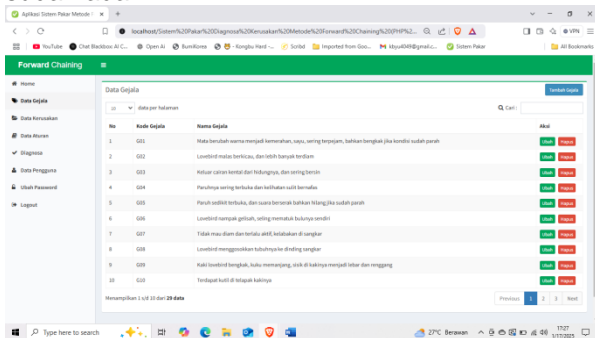 Aplikasi Sistem Pakar Metode
localhost/Sistem%20Pakar%20Diagnosa%20Kerusakan%20Metode%20Forward%20Chaining%20(PHP%2...
VPN
YouTube
Chat Blackbox: AI C...
Open Ai
BumiKores
Scribd
Imported from Goo...
kbyu4049@gmail.c...
Sistem Pakar
All Bookmarks
Forward Chaining
Home
Data Gejala
Data Kerusakan
Data Aturan
Diagnosa
Data Pengguna
Ubah Password
Logout
Data Gejala
Tambah Gejala
10 data per halaman
Cari :
No Kode Gejala Nama Gejala Aksi
1 G01 Mata berubah warna menjadi kemerahan, sayu, sering terpejam, bahkan bengkak jika kondisi sudah parah Ubah Hapus
2 G02 Lovebird malas berkicau, dan lebih banyak terdiam Ubah Hapus
3 G03 Keluar cairan kental dari hidungnya, dan sering bersin Ubah Hapus
4 G04 Paruhnya sering terbuka dan kelihatan sulit bernafas Ubah Hapus
5 G05 Paruh sedikit terbuka, dan suara berserak bahkan hilang jika sudah parah Ubah Hapus
6 G06 Lovebird nampak gelisah, seling mematuk bulunya sendiri Ubah Hapus
7 G07 Tidak mau diam dan terlalu aktif, kelabakan di sangkar Ubah Hapus
8 G08 Lovebird menggosokkan tubuhnya ke dinding sangkar Ubah Hapus
9 G09 Kaki lovebird bengkak, kuku memanjang, sisik di kakinya menjadi lebar dan renggang Ubah Hapus
10 G10 Terdapat kutil di telapak kakinya Ubah Hapus
Menampilkan 1 s/d 10 dari 29 data
Previous 1 2 3 Next
Type here to search
27°C Berawan
17:27
1/17/2025